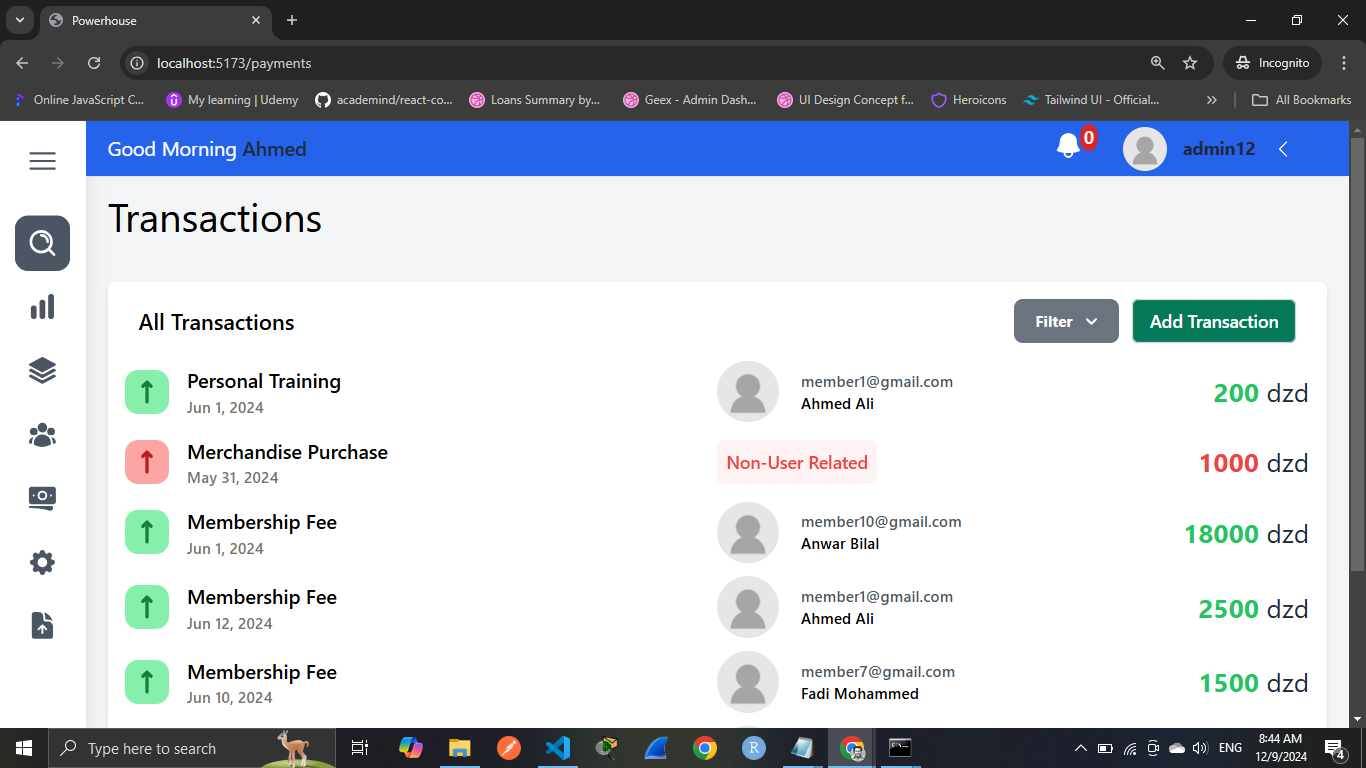 Powerhouse
localhost:5173/payments
Incognito
Online JavaScript C...
My learning | Udemy
academind/react-co...
Loans Summary by...
Geex - Admin Dash...
UI Design Concept f...
Heroicons
Tailwind UI - Official...
All Bookmarks
Good Morning Ahmed
0
admin12
Transactions
All Transactions
Filter
Add Transaction
Personal Training
Jun 1, 2024
member1@gmail.com
Ahmed Ali
200 dzd
Merchandise Purchase
May 31, 2024
Non-User Related
1000 dzd
Membership Fee
Jun 1, 2024
member10@gmail.com
Anwar Bilal
18000 dzd
Membership Fee
Jun 12, 2024
member1@gmail.com
Ahmed Ali
2500 dzd
Membership Fee
Jun 10, 2024
member7@gmail.com
Fadi Mohammed
1500 dzd
Type here to search
R
ENG
8:44 AM
12/9/2024
4